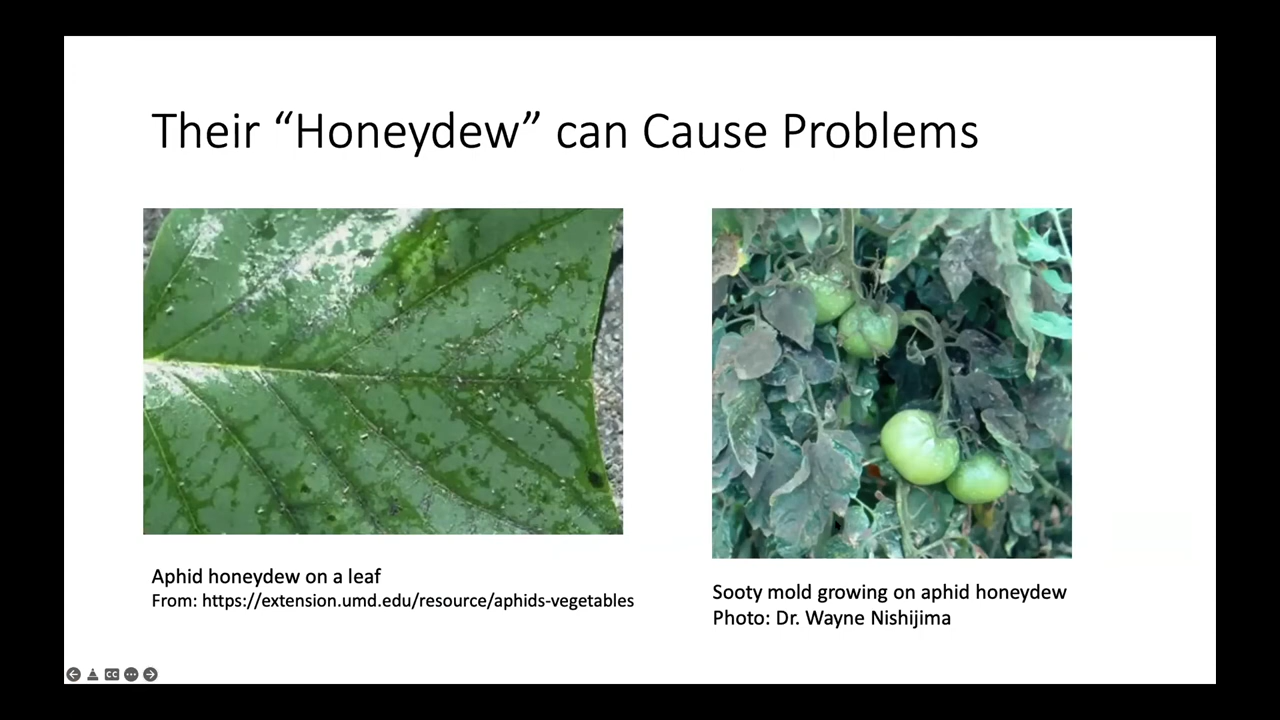 Their “Honeydew” can Cause Problems
Aphid honeydew on a leaf
From: https://extension.umd.edu/resource/aphids-vegetables
Sooty mold growing on aphid honeydew
Photo: Dr. Wayne Nishijima
CC